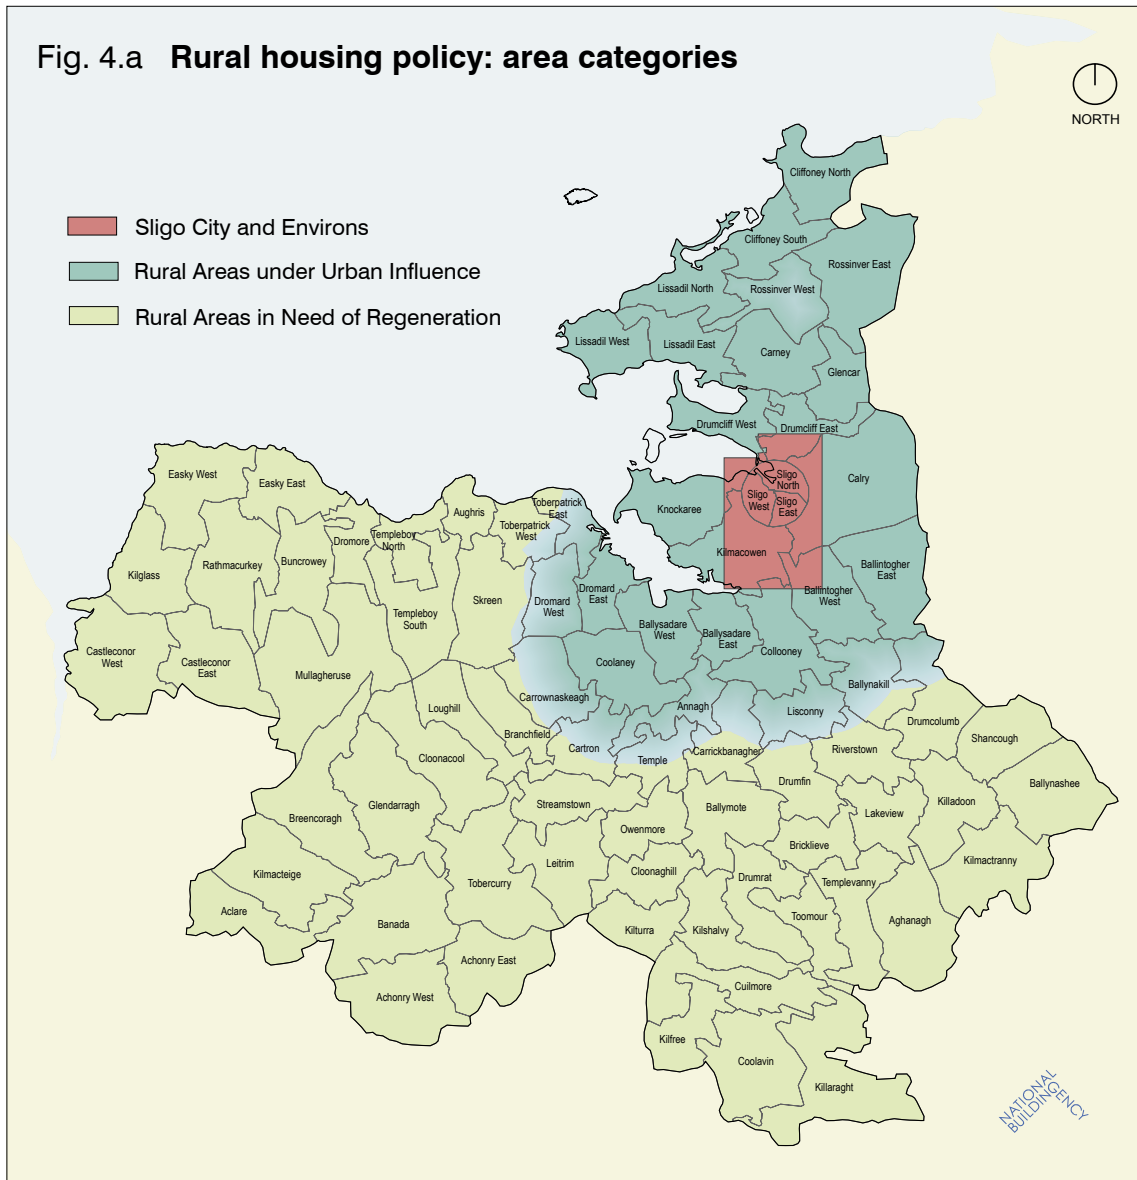 Fig. 4.a Rural housing policy: area categories
NORTH
Sligo City and Environs
Rural Areas under Urban Influence
Rural Areas in Need of Regeneration
Cliffoney North
Cliffoney South
Rossinver East
Lissadil North
Rossinver West
Lissadil West
Lissadil East
Carney
Glencar
Drumcliff West
Drumcliff East
Sligo
North
Calry
Sligo
West
Sligo
East
Knockaree
Kilmacowen
Ballintogher
East
Ballintogher
West
Easky West
Easky East
Aughris
Toberpatrick
East
Toberpatrick
West
Dromore
Templeboy
North
Buncrowey
Rathmacurkey
Kilglass
Skreen
Dromard
West
Dromard
East
Templeboy
South
Ballysadare
West
Ballysadare
East
Collooney
Castleconor
West
Castleconor
East
Mullagheruse
Coolaney
Ballynakill
Carrownaskeagh
Annagh
Lisconny
Loughill
Branchfield
Cartron
Temple
Carrickbanagher
Riverstown
Drumcolumb
Shancough
Cloonacool
Drumfin
Ballynashee
Glendarragh
Streamstown
Ballymote
Lakeview
Killadoon
Breencoragh
Owenmore
Bricklieve
Kilmactranny
Leitrim
Cloonaghill
Drumrat
Templevanny
Kilmacteige
Tobercurry
Aclare
Banada
Kilturra
Kilshalvy
Toomour
Aghanagh
Achonry East
Achonry West
Cuilmore
Kilfree
Coolavin
Killaraght
NATIONAL
BUILDINGENCY